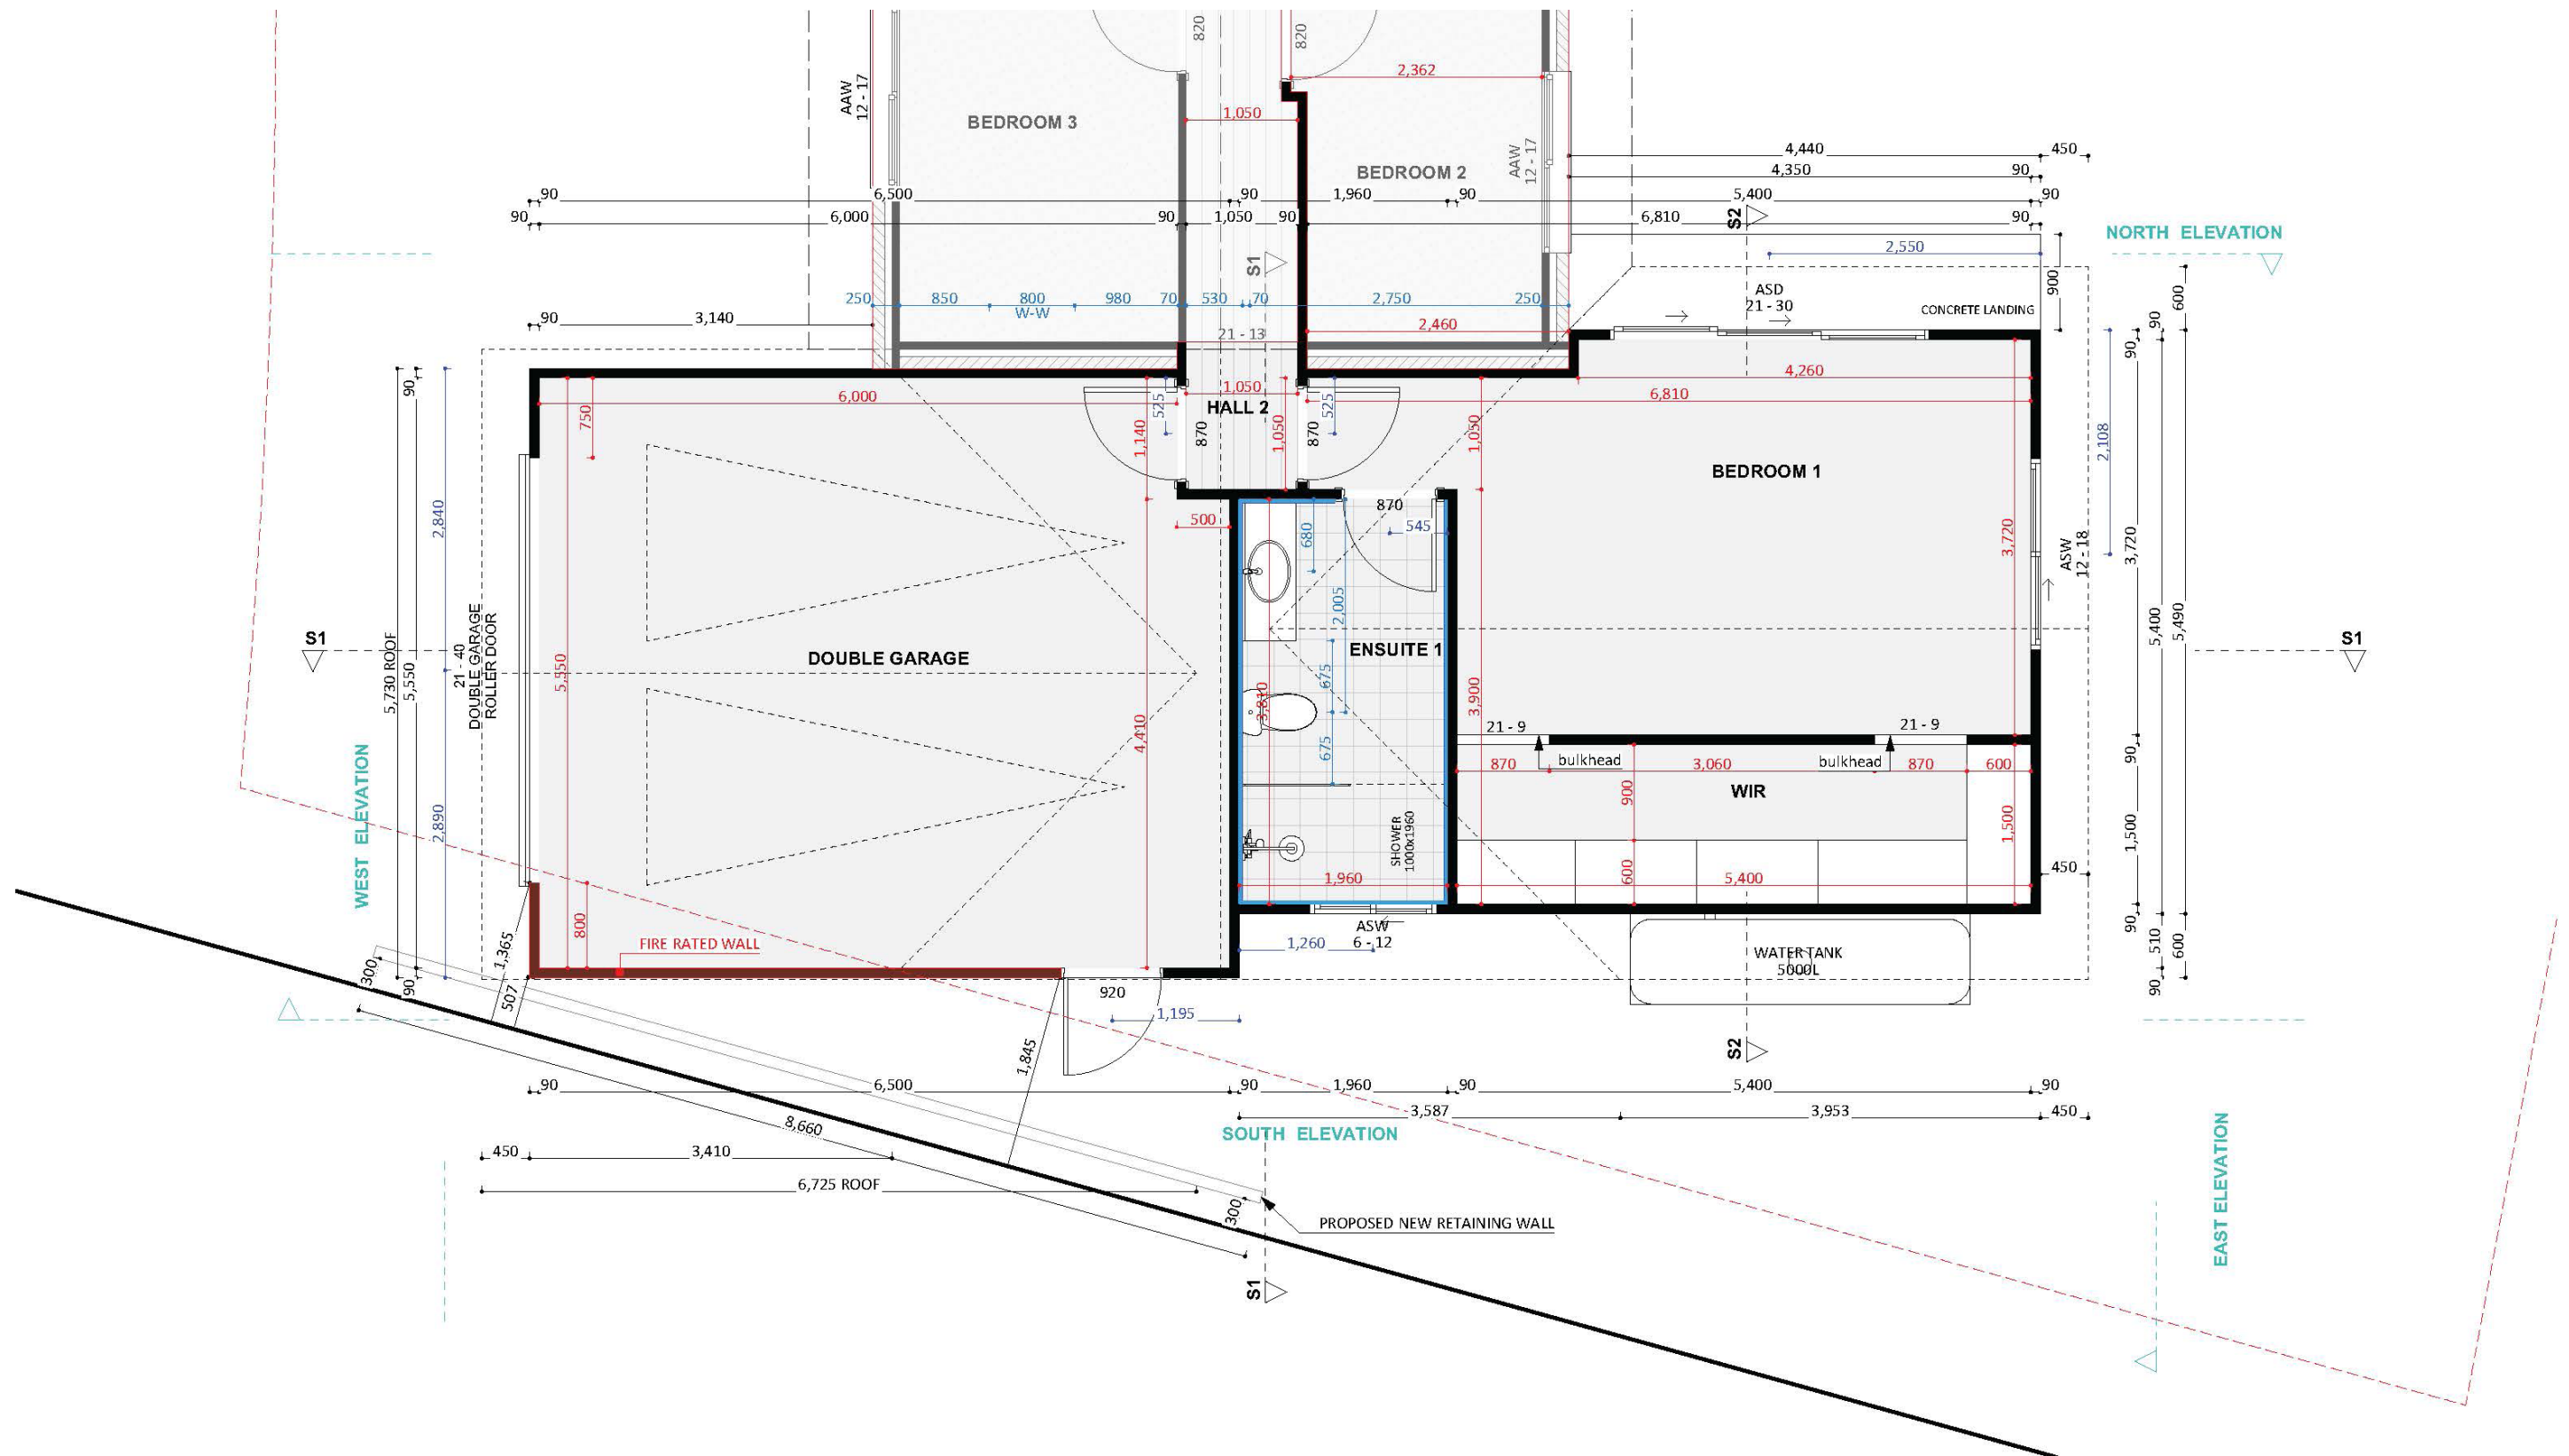 820
820
2,362
AAW
12 - 17
BEDROOM 3
1,050
BEDROOM 2
AAW
12 - 17
4,440
450
4,350
90
90
6,500
90
1,960
90
5,400
90
90
6,000
90
1,050
90
6,810
90
S2
NORTH ELEVATION
2,550
S1
900
600
250
850
800
W-W
980
70
530
70
2,750
250
ASD
21 - 30
CONCRETE LANDING
90
3,140
2,460
90
21 - 13
90
90
4,260
750
6,000
525
1,050
HALL 2
525
6,810
1,140
870
1,050
870
1,050
2,108
BEDROOM 1
870
500
545
680
2,840
3,720
ASW
12 - 18
3,720
2,005
5,400
5,490
S1
5,730 ROOF
5,550
21 - 40
DOUBLE GARAGE
ROLLER DOOR
5,550
DOUBLE GARAGE
ENSUITE 1
S1
675
3,810
3,900
4,410
675
21 - 9
21 - 9
bulkhead
bulkhead
90
870
3,060
870
600
WIR
900
WEST ELEVATION
2,890
SHOWER
1000x1960
1,500
1,500
600
1,960
5,400
450
800
FIRE RATED WALL
ASW
6 - 12
1,260
90
510
600
1,365
WATER TANK
5000L
300
90
507
920
90
1,195
1,845
S2
90
6,500
90
1,960
90
5,400
90
3,587
3,953
450
8,660
SOUTH ELEVATION
450
3,410
6,725 ROOF
300
PROPOSED NEW RETAINING WALL
EAST ELEVATION
S1